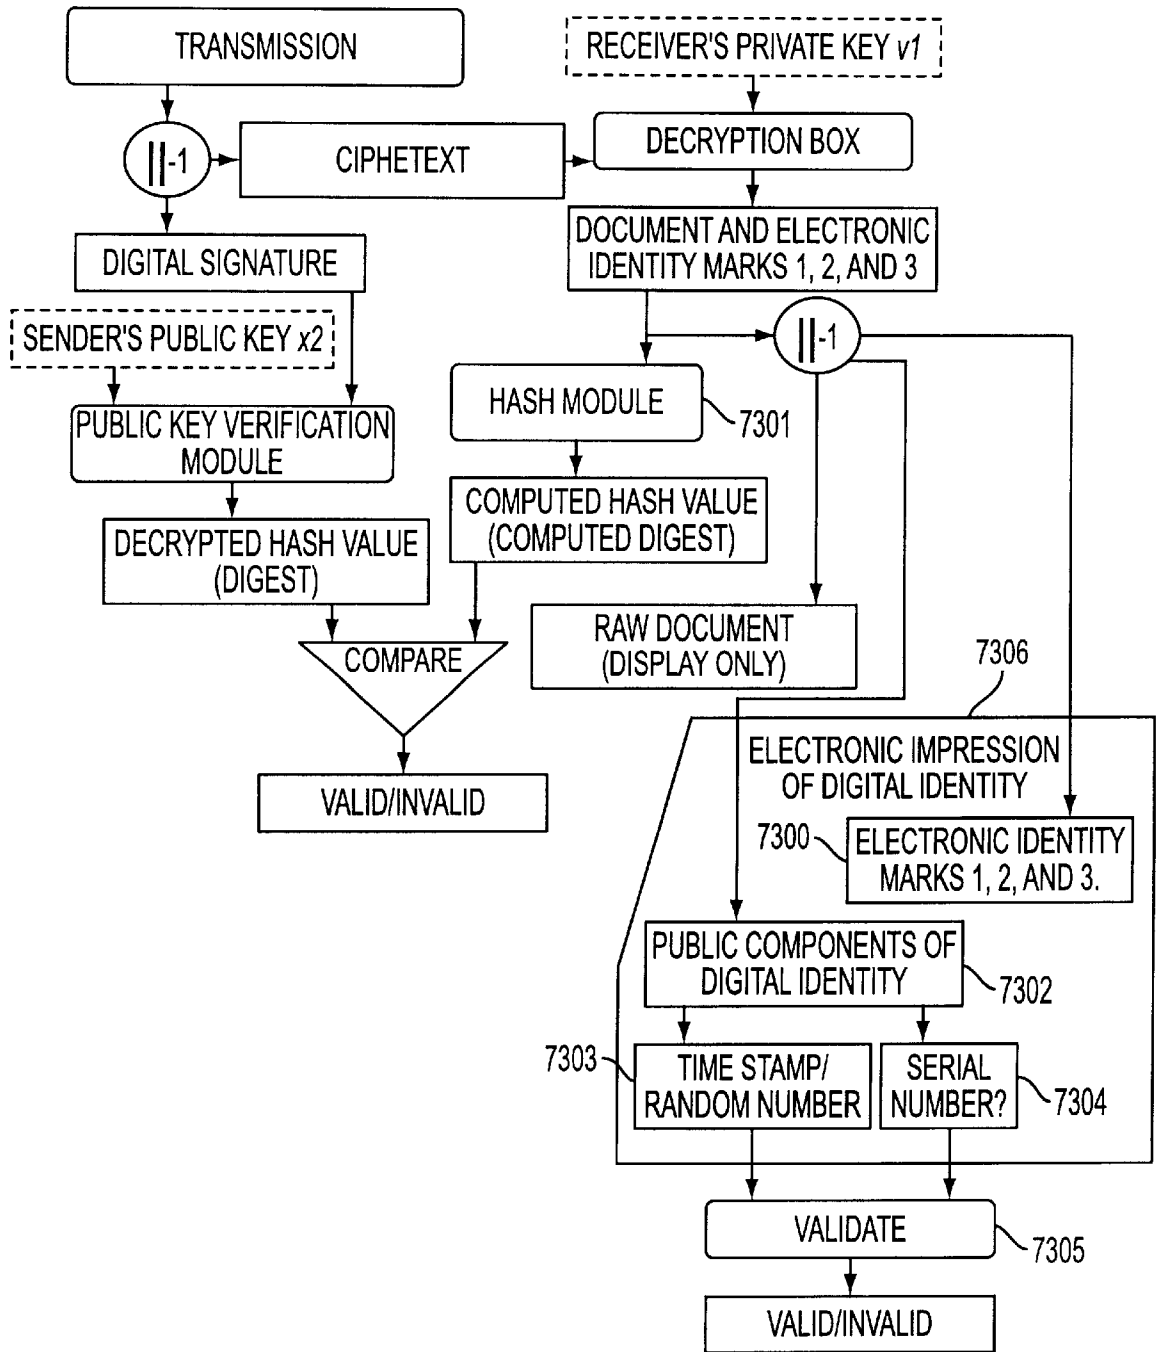 TRANSMISSION
RECEIVER'S PRIVATE KEY v1
||-1
CIPHETEXT
DECRYPTION BOX
DIGITAL SIGNATURE
DOCUMENT AND ELECTRONIC
IDENTITY MARKS 1, 2, AND 3
SENDER'S PUBLIC KEY x2
||-1
PUBLIC KEY VERIFICATION
MODULE
HASH MODULE
7301
DECRYPTED HASH VALUE
(DIGEST)
COMPUTED HASH VALUE
(COMPUTED DIGEST)
COMPARE
RAW DOCUMENT
(DISPLAY ONLY)
VALID/INVALID
7306
ELECTRONIC IMPRESSION
OF DIGITAL IDENTITY
7300
ELECTRONIC IDENTITY
MARKS 1, 2, AND 3.
PUBLIC COMPONENTS OF
DIGITAL IDENTITY
7302
7303
TIME STAMP/
RANDOM NUMBER
SERIAL
NUMBER?
7304
VALIDATE
7305
VALID/INVALID